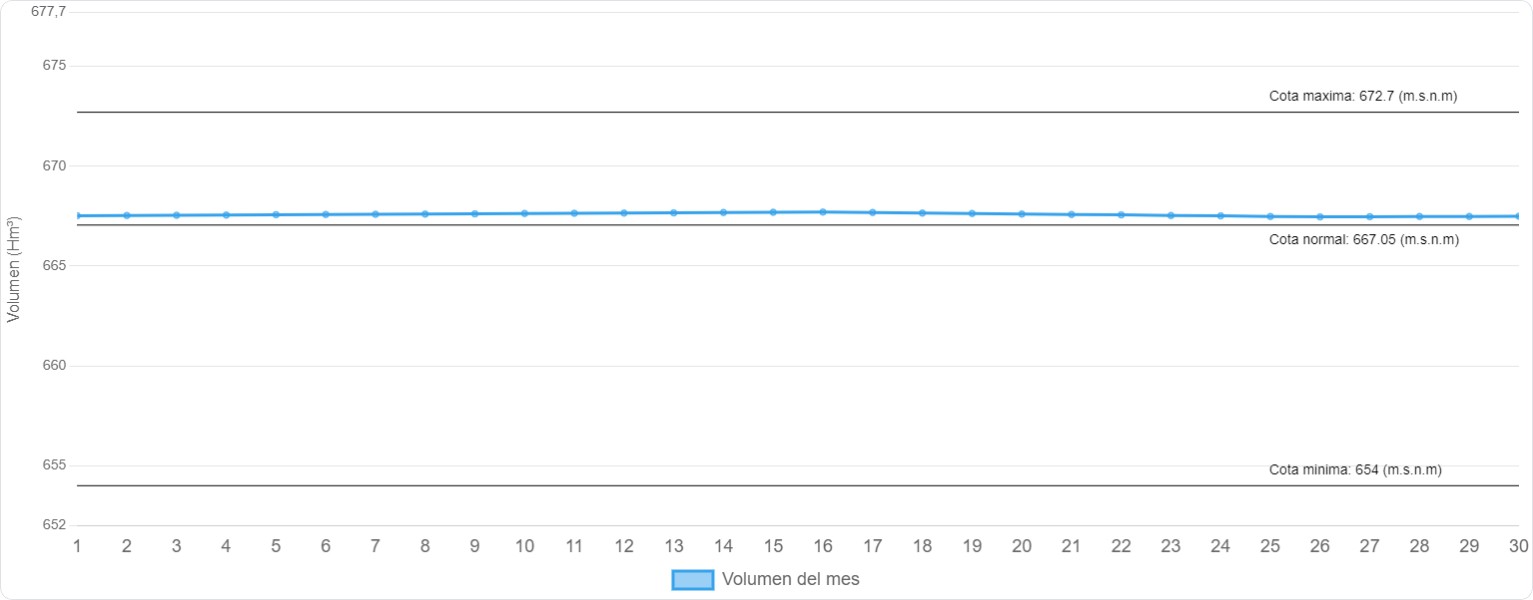 677,7
675
Cota maxima: 672.7 (m.s.n.m)
670
Cota normal: 667.05 (m.s.n.m)
665
Volumen (Hm³)
660
655
Cota minima: 654 (m.s.n.m)
652
1 2 3 4 5 6 7 8 9 10 11 12 13 14 15 16 17 18 19 20 21 22 23 24 25 26 27 28 29 30
Volumen del mes